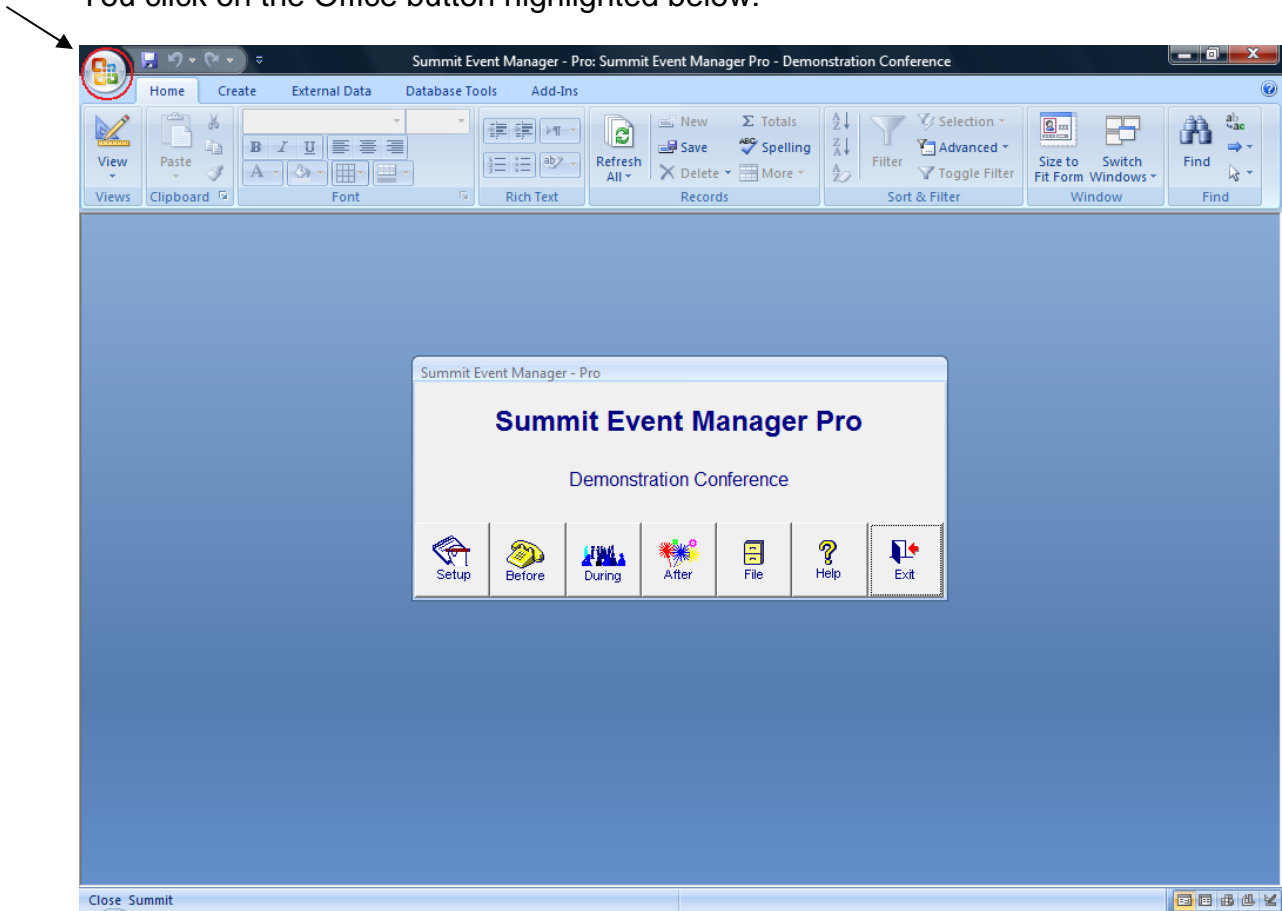 You click on the Office button highlighted below.
Summit Event Manager - Pro: Summit Event Manager Pro - Demonstration Conference
Home Create External Data Database Tools Add-Ins
New Σ Totals Selection
View Paste B I U Refresh All Save Spelling Filter Advanced Size to Fit Form Switch Windows Find
A Delete More Toggle Filter
Views Clipboard Font Rich Text Records Sort & Filter Window Find
Summit Event Manager - Pro
Summit Event Manager Pro
Demonstration Conference
Setup Before During After File Help Exit
Close Summit